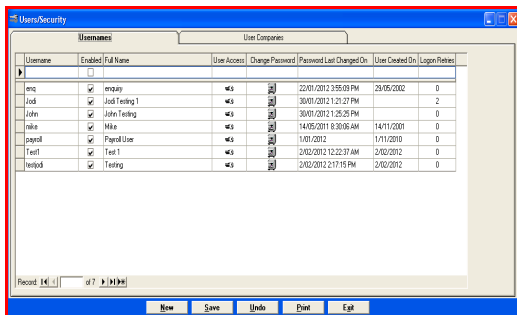 Users/Security
Usernames User Companies
Username Enabled Full Name User Access Change Password Password Last Changed On User Created On Logon Retries
enq enquiry 22/01/2012 3:55:09 PM 29/05/2002 0
Jodi Jodi Testing 1 30/01/2012 1:21:27 PM 2
John John Testing 30/01/2012 1:25:25 PM 0
mike Mike 14/05/2011 8:30:06 AM 14/11/2001 0
payroll Payroll User 1/01/2012 1/11/2010 0
Test1 Test 1 2/02/2012 12:22:37 AM 2/02/2012 0
testjodi Testing 2/02/2012 2:17:15 PM 2/02/2012 0
Record: of 7
New Save Undo Print Exit